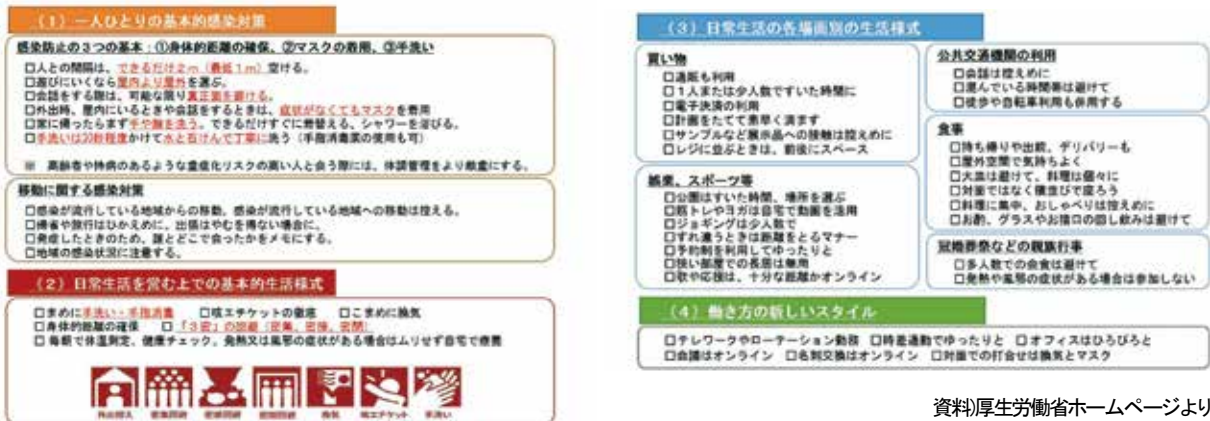 (1) 一人ひとりの基本的感染対策
感染防止の3つの基本：①身体的距離の確保、②マスクの着用、③手洗い
□人との間隔は、できるだけ2m（最低1m）空ける。
□遊びにいくなら屋内より屋外を選ぶ。
□会話をする際は、可能な限り真正面を避ける。
□外出時、屋内にいるときや会話をするときは、症状がなくてもマスクを着用
□家に帰ったらまず手や顔を洗う。できるだけすぐに着替える、シャワーを浴びる。
□手洗いは30秒程度かけて水と石けんで丁寧に洗う（手指消毒薬の使用も可）
※ 高齢者や持病のあるような重症化リスクの高い人と会う際には、体調管理をより厳重にする。
移動に関する感染対策
□感染が流行している地域からの移動、感染が流行している地域への移動は控える。
□帰省や旅行はひかえめに。出張はやむを得ない場合に。
□発症したときのため、誰とどこで会ったかをメモにする。
□地域の感染状況に注意する。
(2) 日常生活を営む上での基本的生活様式
□まめに手洗い・手指消毒 □咳エチケットの徹底 □こまめに換気
□身体的距離の確保 □「3密」の回避（密集、密接、密閉）
□毎朝で体温測定、健康チェック。発熱又は風邪の症状がある場合はムリせず自宅で療養
外出控え 密集回避 密接回避 密閉回避 換気 咳エチケット 手洗い
(3) 日常生活の各場面別の生活様式
買い物
□通販も利用
□1人または少人数ですいた時間に
□電子決済の利用
□計画をたてて素早く済ます
□サンプルなど展示品への接触は控えめに
□レジに並ぶときは、前後にスペース
娯楽、スポーツ等
□公園はすいた時間、場所を選ぶ
□筋トレやヨガは自宅で動画を活用
□ジョギングは少人数で
□すれ違うときは距離をとるマナー
□予約制を利用してゆったりと
□狭い部屋での長居は無用
□歌や応援は、十分な距離かオンライン
公共交通機関の利用
□会話は控えめに
□混んでいる時間帯は避けて
□徒歩や自転車利用も併用する
食事
□持ち帰りや出前、デリバリーも
□屋外空間で気持ちよく
□大皿は避けて、料理は個々に
□対面ではなく横並びで座ろう
□料理に集中、おしゃべりは控えめに
□お酌、グラスやお猪口の回し飲みは避けて
冠婚葬祭などの親族行事
□多人数での会食は避けて
□発熱や風邪の症状がある場合は参加しない
(4) 働き方の新しいスタイル
□テレワークやローテーション勤務 □時差通勤でゆったりと □オフィスはひろびろと
□会議はオンライン □名刺交換はオンライン □対面での打合せは換気とマスク
資料)厚生労働省ホームページより